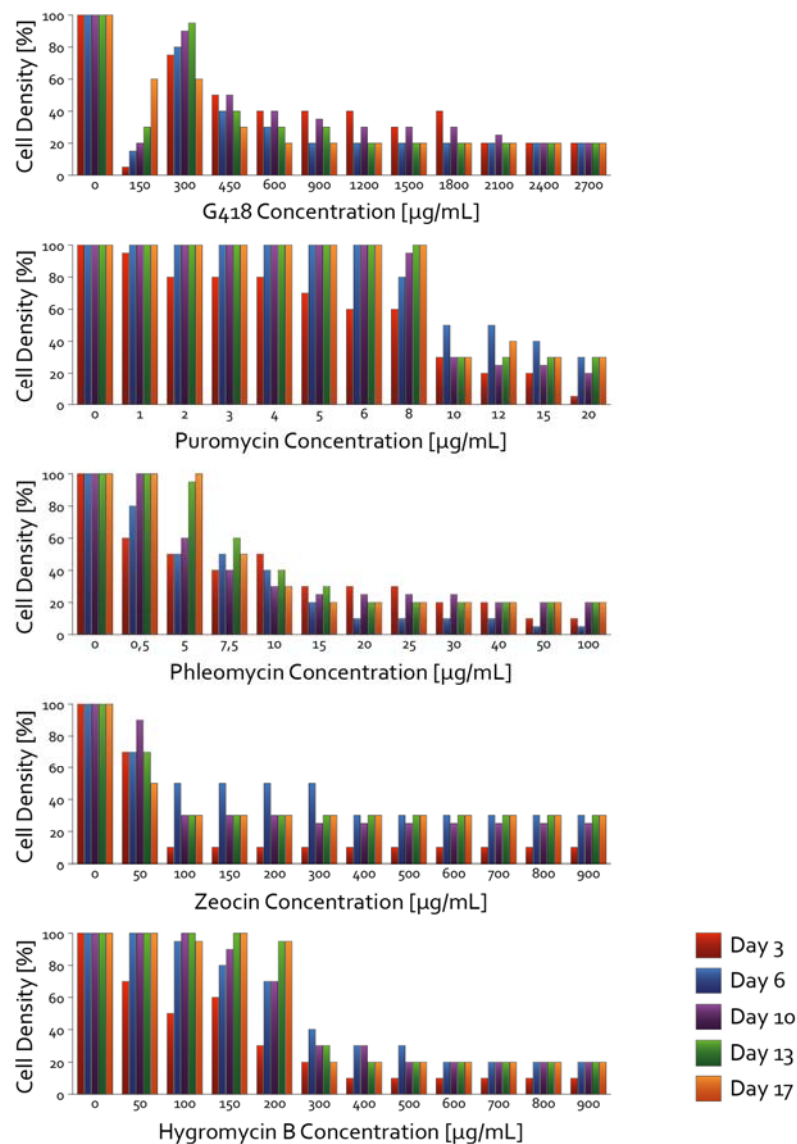 Cell Density [%]
100
80
60
40
20
0
0 150 300 450 600 900 1200 1500 1800 2100 2400 2700
G418 Concentration [µg/mL]
Cell Density [%]
100
80
60
40
20
0
0 1 2 3 4 5 6 8 10 12 15 20
Puromycin Concentration [µg/mL]
Cell Density [%]
100
80
60
40
20
0
0 0,5 5 7,5 10 15 20 25 30 40 50 100
Phleomycin Concentration [µg/mL]
Cell Density [%]
100
80
60
40
20
0
0 50 100 150 200 300 400 500 600 700 800 900
Zeocin Concentration [µg/mL]
Cell Density [%]
100
80
60
40
20
0
0 50 100 150 200 300 400 500 600 700 800 900
Hygromycin B Concentration [µg/mL]
Day 3
Day 6
Day 10
Day 13
Day 17